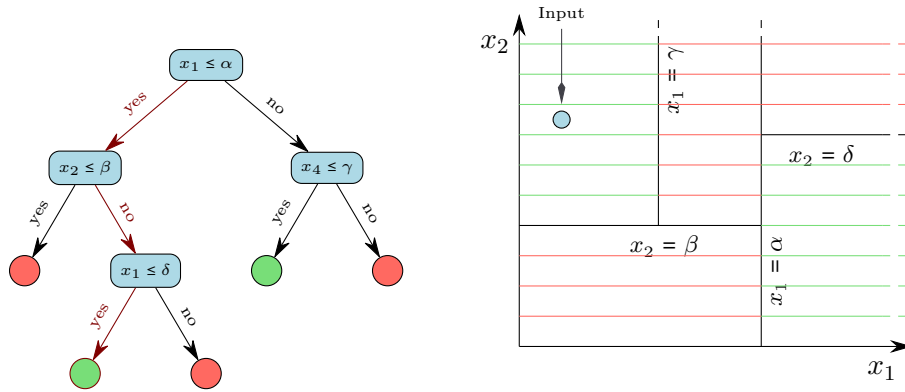 x₁ ≤ α
yes
no
x₂ ≤ β
x₄ ≤ γ
yes
no
yes
no
x₁ ≤ δ
yes
no
Input
x₂
x₁ = γ
x₂ = δ
x₂ = β
x₁ = α
x₁